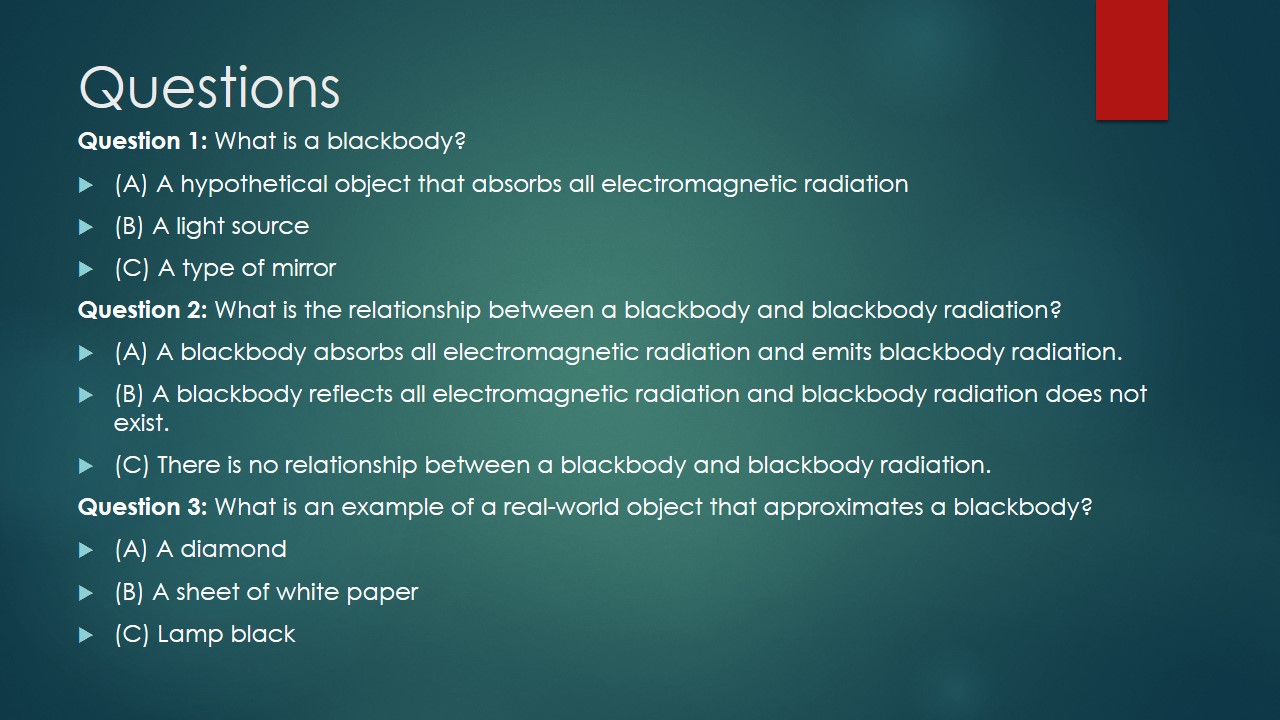 Questions
Question 1: What is a blackbody?
(A) A hypothetical object that absorbs all electromagnetic radiation
(B) A light source
(C) A type of mirror
Question 2: What is the relationship between a blackbody and blackbody radiation?
(A) A blackbody absorbs all electromagnetic radiation and emits blackbody radiation.
(B) A blackbody reflects all electromagnetic radiation and blackbody radiation does not
exist.
(C) There is no relationship between a blackbody and blackbody radiation.
Question 3: What is an example of a real-world object that approximates a blackbody?
(A) A diamond
(B) A sheet of white paper
(C) Lamp black